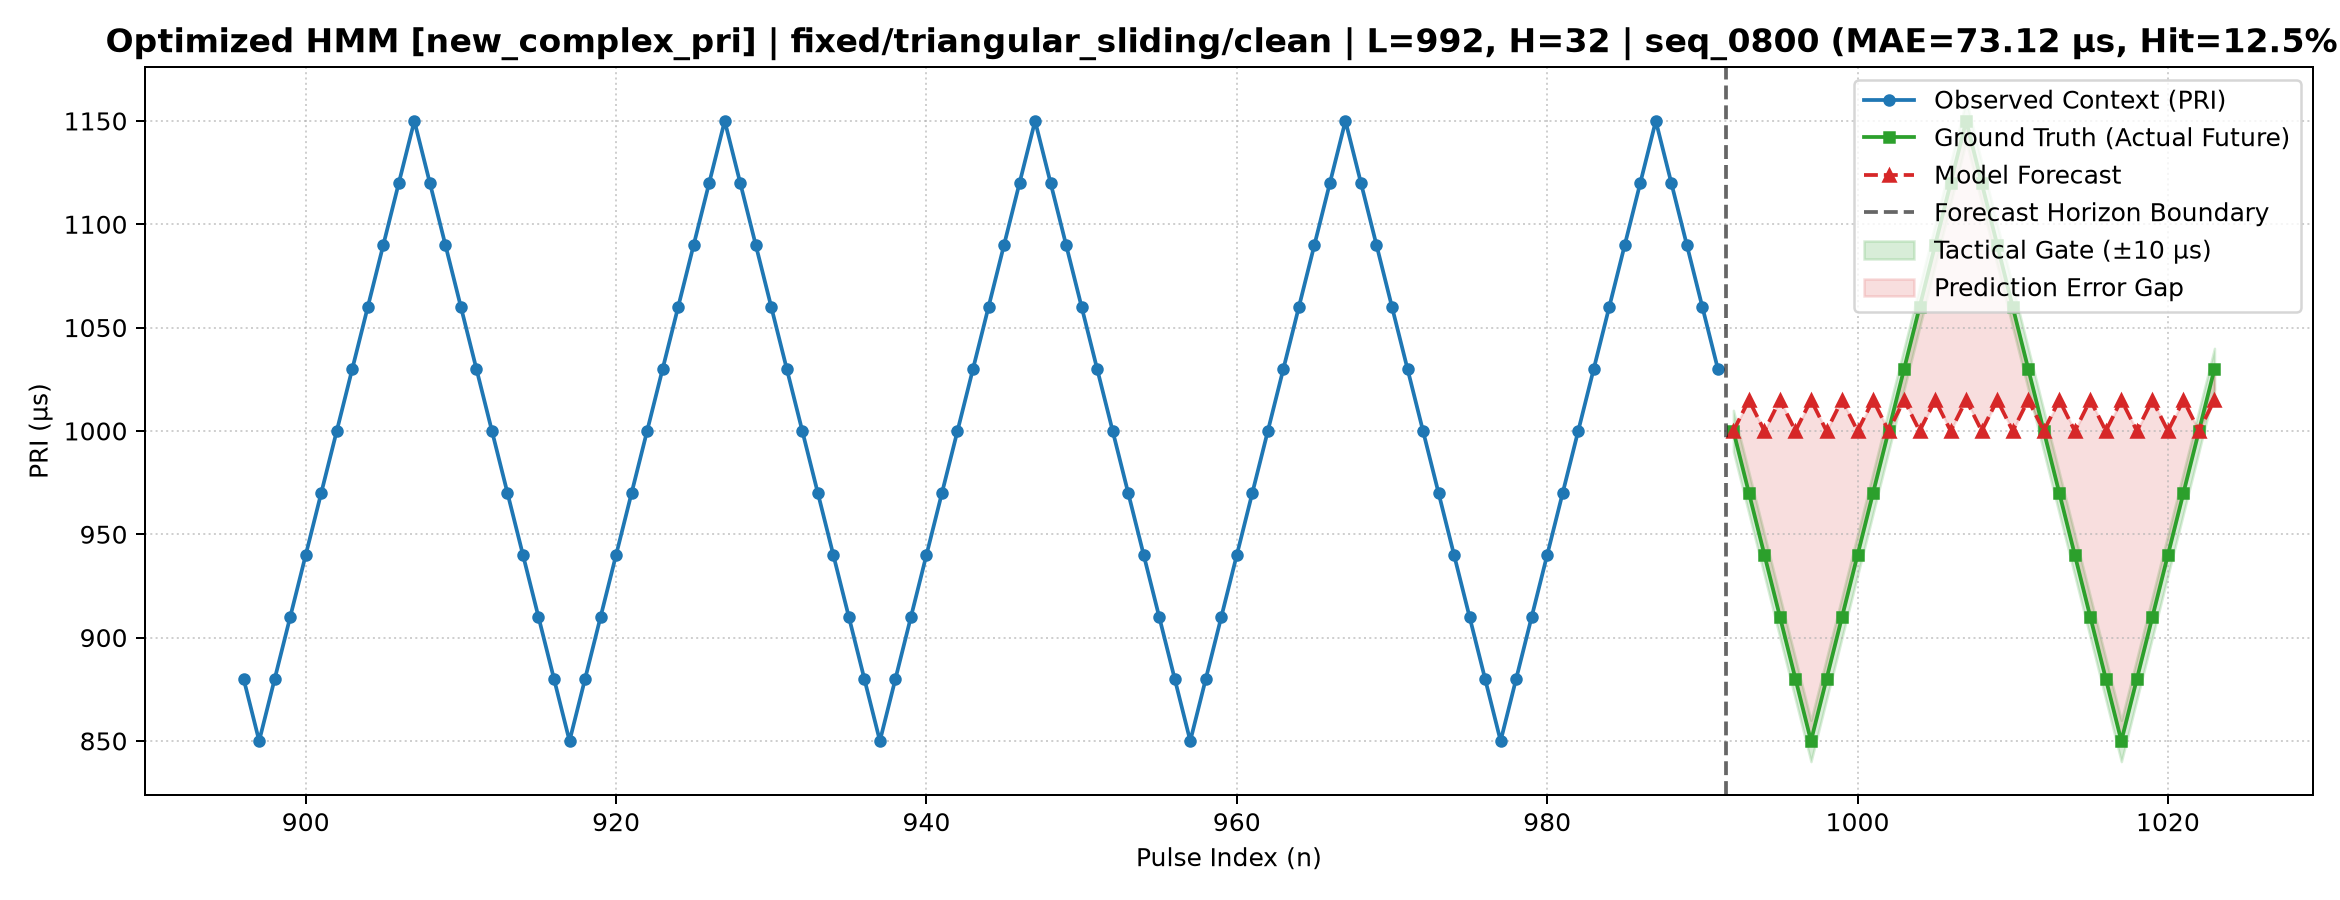 Optimized HMM [new_complex_pri] | fixed/triangular_sliding/clean | L=992, H=32 | seq_0800 (MAE=73.12 µs, Hit=12.5%
Observed Context (PRI)
Ground Truth (Actual Future)
Model Forecast
Forecast Horizon Boundary
Tactical Gate (±10 µs)
Prediction Error Gap
PRI (µs)
1150
1100
1050
1000
950
900
850
900
920
940
960
980
1000
1020
Pulse Index (n)